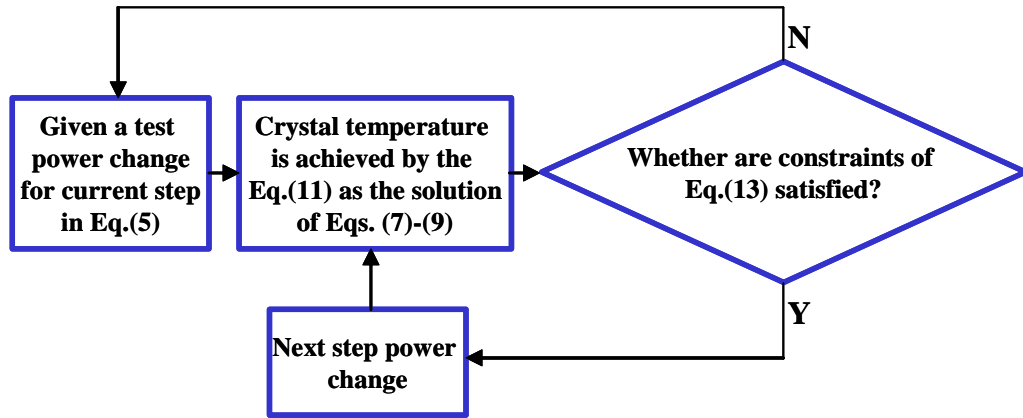 N
Given a test
power change
for current step
in Eq.(5)
Crystal temperature
is achieved by the
Eq.(11) as the solution
of Eqs. (7)-(9)
Whether are constraints of
Eq.(13) satisfied?
Y
Next step power
change